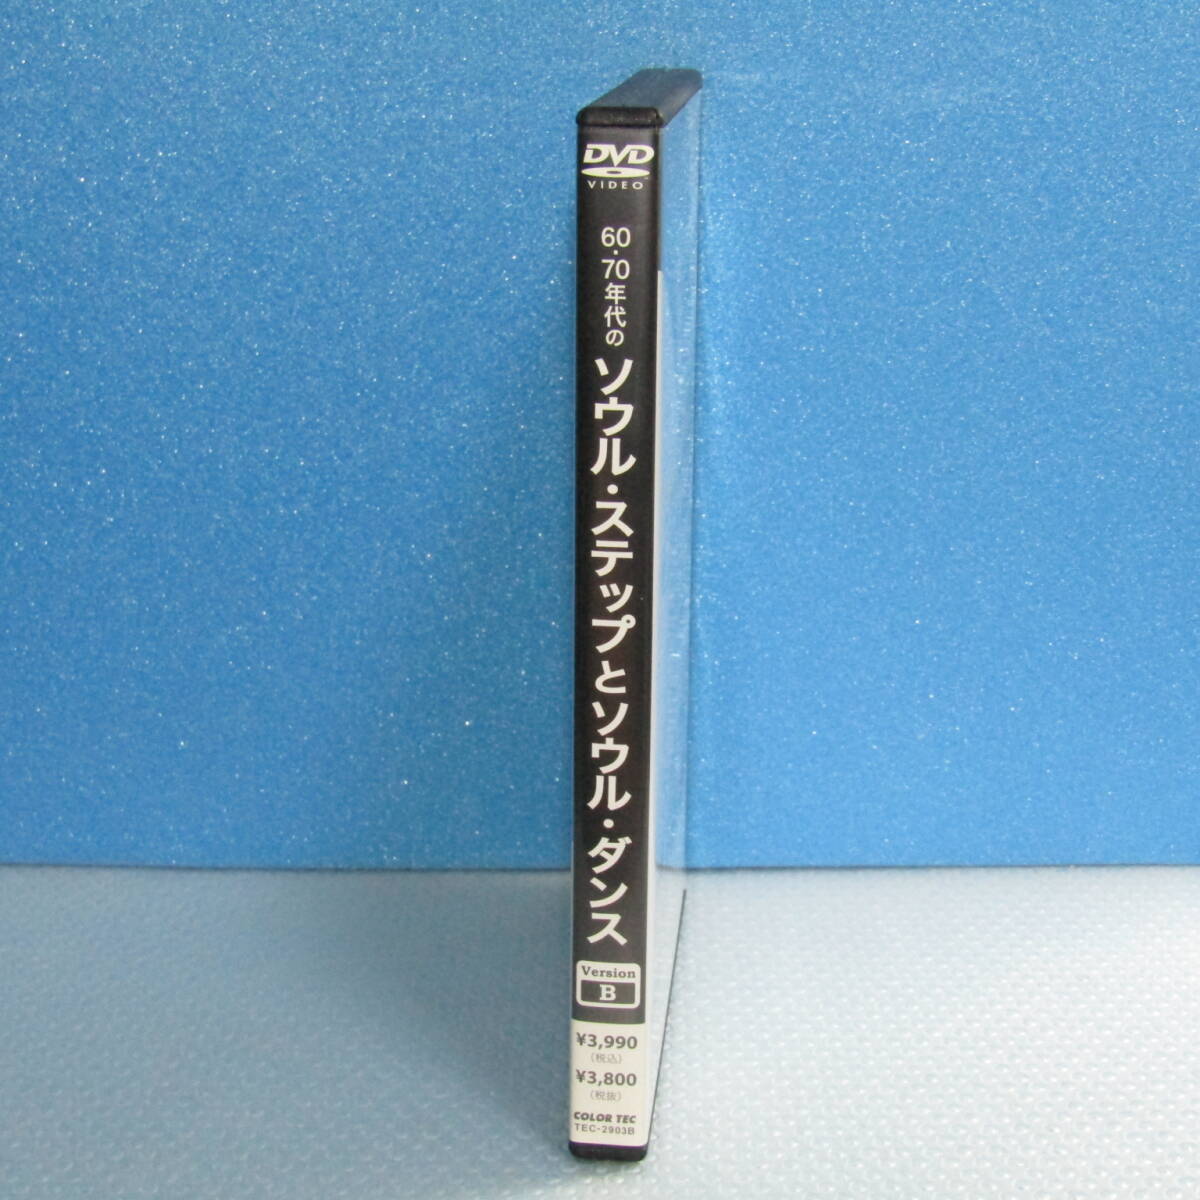 DVD
VIDEO
60・70年代の
ソウル・ステップとソウル・ダンス
Version
B
¥3,990
(税込)
¥3,800
(税抜)
COLOR TEC
TEC-2903B